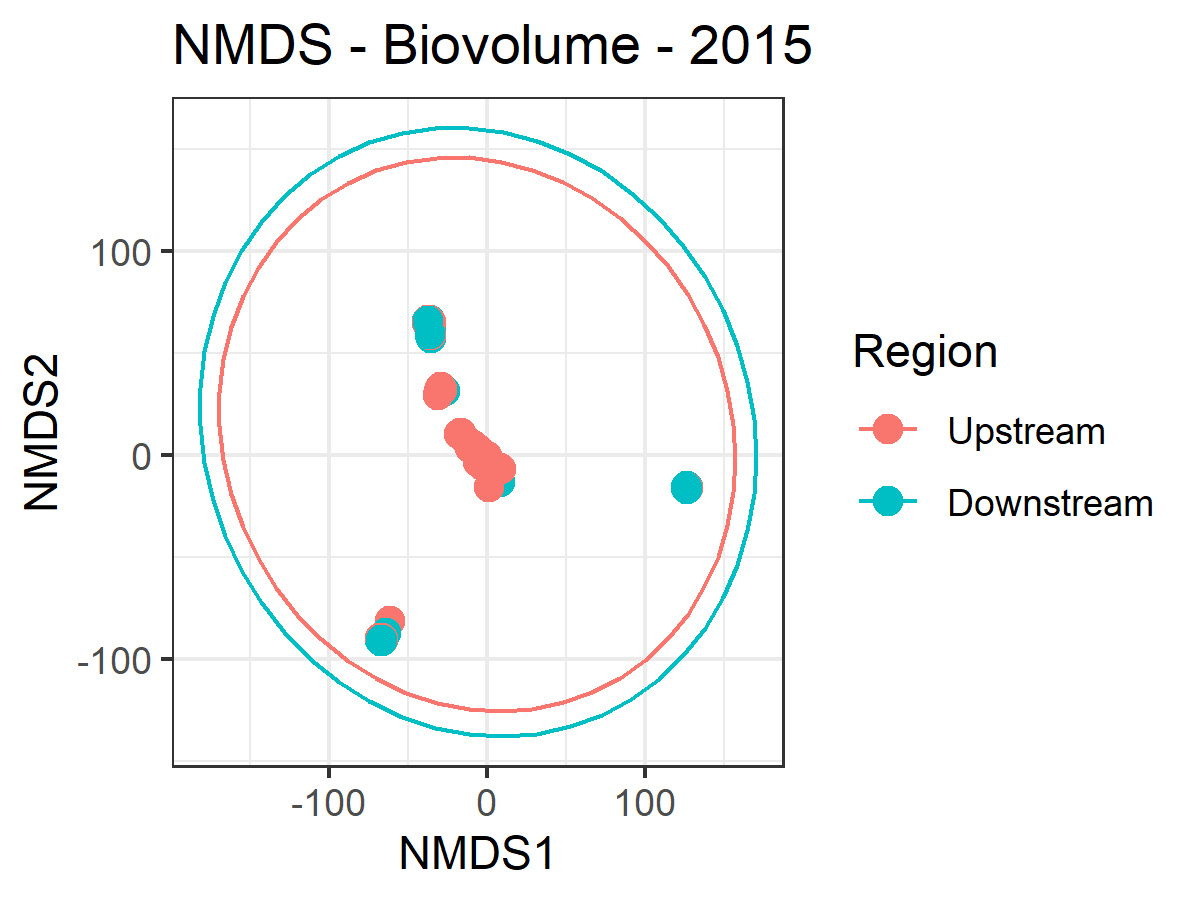 NMDS - Biovolume - 2015
NMDS2
100
0
-100
-100 0 100
NMDS1
Region
Upstream
Downstream